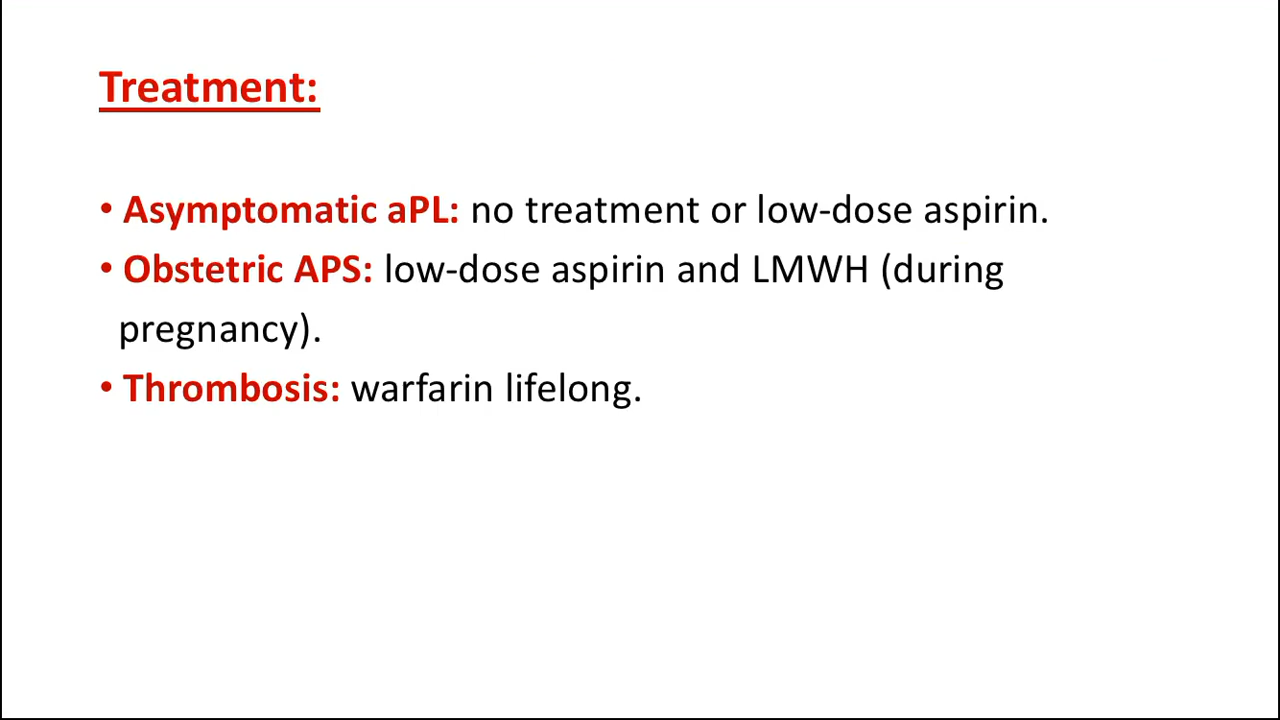 Treatment:
• Asymptomatic aPL: no treatment or low-dose aspirin.
• Obstetric APS: low-dose aspirin and LMWH (during
pregnancy).
• Thrombosis: warfarin lifelong.